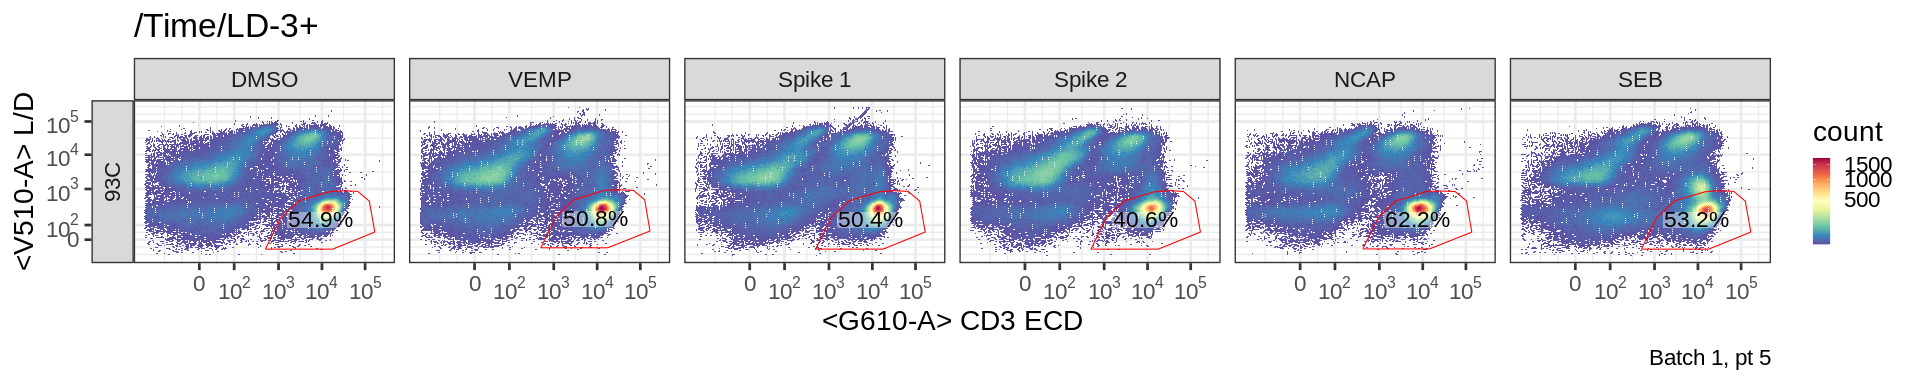 /Time/LD-3+
DMSO VEMP Spike 1 Spike 2 NCAP SEB
<V510-A> L/D
93C
10^5
10^4
10^3
10^2
0
54.9% 50.8% 50.4% 40.6% 62.2% 53.2%
0 10^2 10^3 10^4 10^5 0 10^2 10^3 10^4 10^5 0 10^2 10^3 10^4 10^5 0 10^2 10^3 10^4 10^5 0 10^2 10^3 10^4 10^5 0 10^2 10^3 10^4 10^5
<G610-A> CD3 ECD
count
1500
1000
500
Batch 1, pt 5